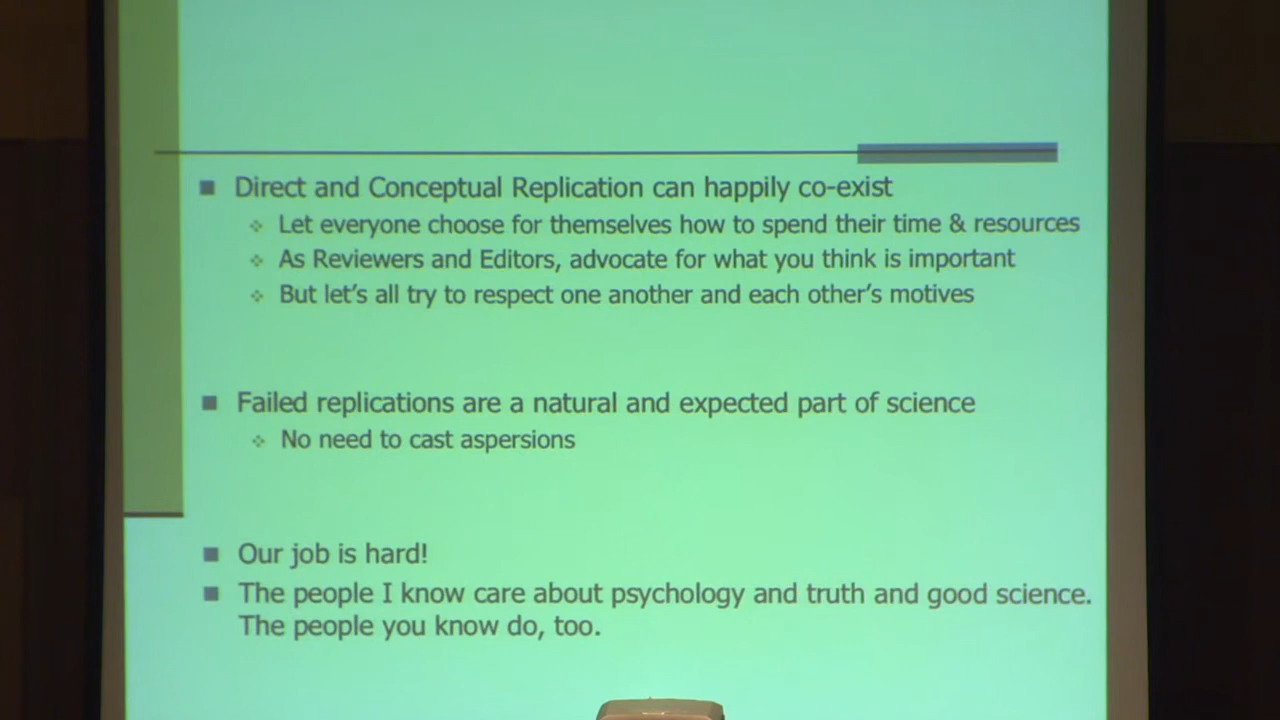 Direct and Conceptual Replication can happily co-exist
Let everyone choose for themselves how to spend their time & resources
As Reviewers and Editors, advocate for what you think is important
But let's all try to respect one another and each other's motives
Failed replications are a natural and expected part of science
No need to cast aspersions
Our job is hard!
The people I know care about psychology and truth and good science.
The people you know do, too.